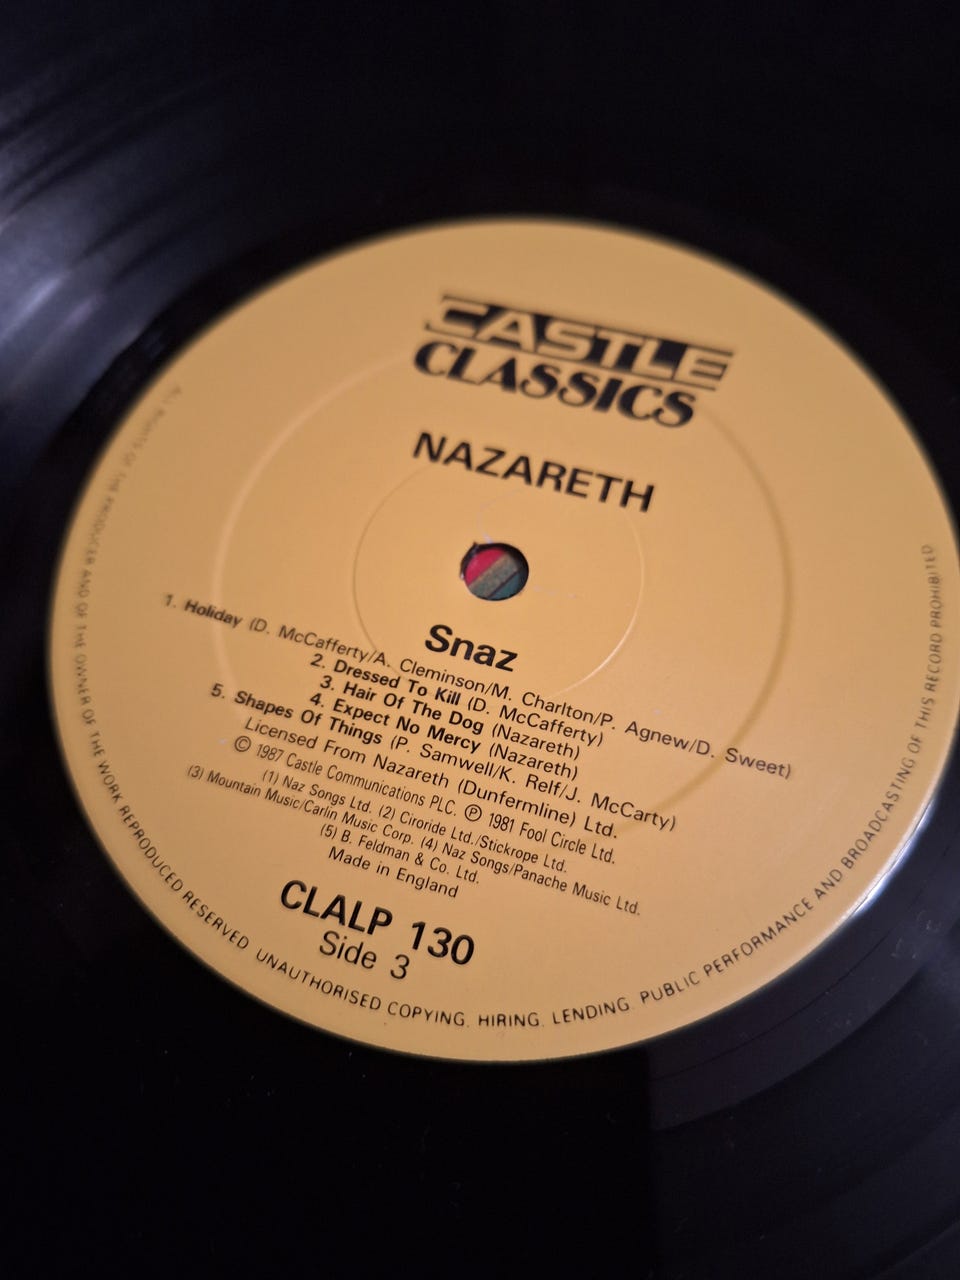 CASTLE
CLASSICS
NAZARETH
Snaz
1. Holiday (D. McCafferty/A. Cleminson/M. Charlton/P. Agnew/D. Sweet)
2. Dressed To Kill (D. McCafferty)
3. Hair Of The Dog (Nazareth)
4. Expect No Mercy (Nazareth)
5. Shapes Of Things (P. Samwell/K. Relf/J. McCarty)
Licensed From Nazareth (Dunfermline) Ltd.
© 1987 Castle Communications PLC. ℗ 1981 Fool Circle Ltd.
(1) Naz Songs Ltd. (2) Ciroride Ltd./Stickrope Ltd.
(3) Mountain Music/Carlin Music Corp. (4) Naz Songs/Panache Music Ltd.
(5) B. Feldman & Co. Ltd.
Made in England
CLALP 130
Side 3
ALL RIGHTS OF THE PRODUCER AND OF THE OWNER OF THE WORK REPRODUCED RESERVED UNAUTHORISED COPYING. HIRING. LENDING. PUBLIC PERFORMANCE AND BROADCASTING OF THIS RECORD PROHIBITED